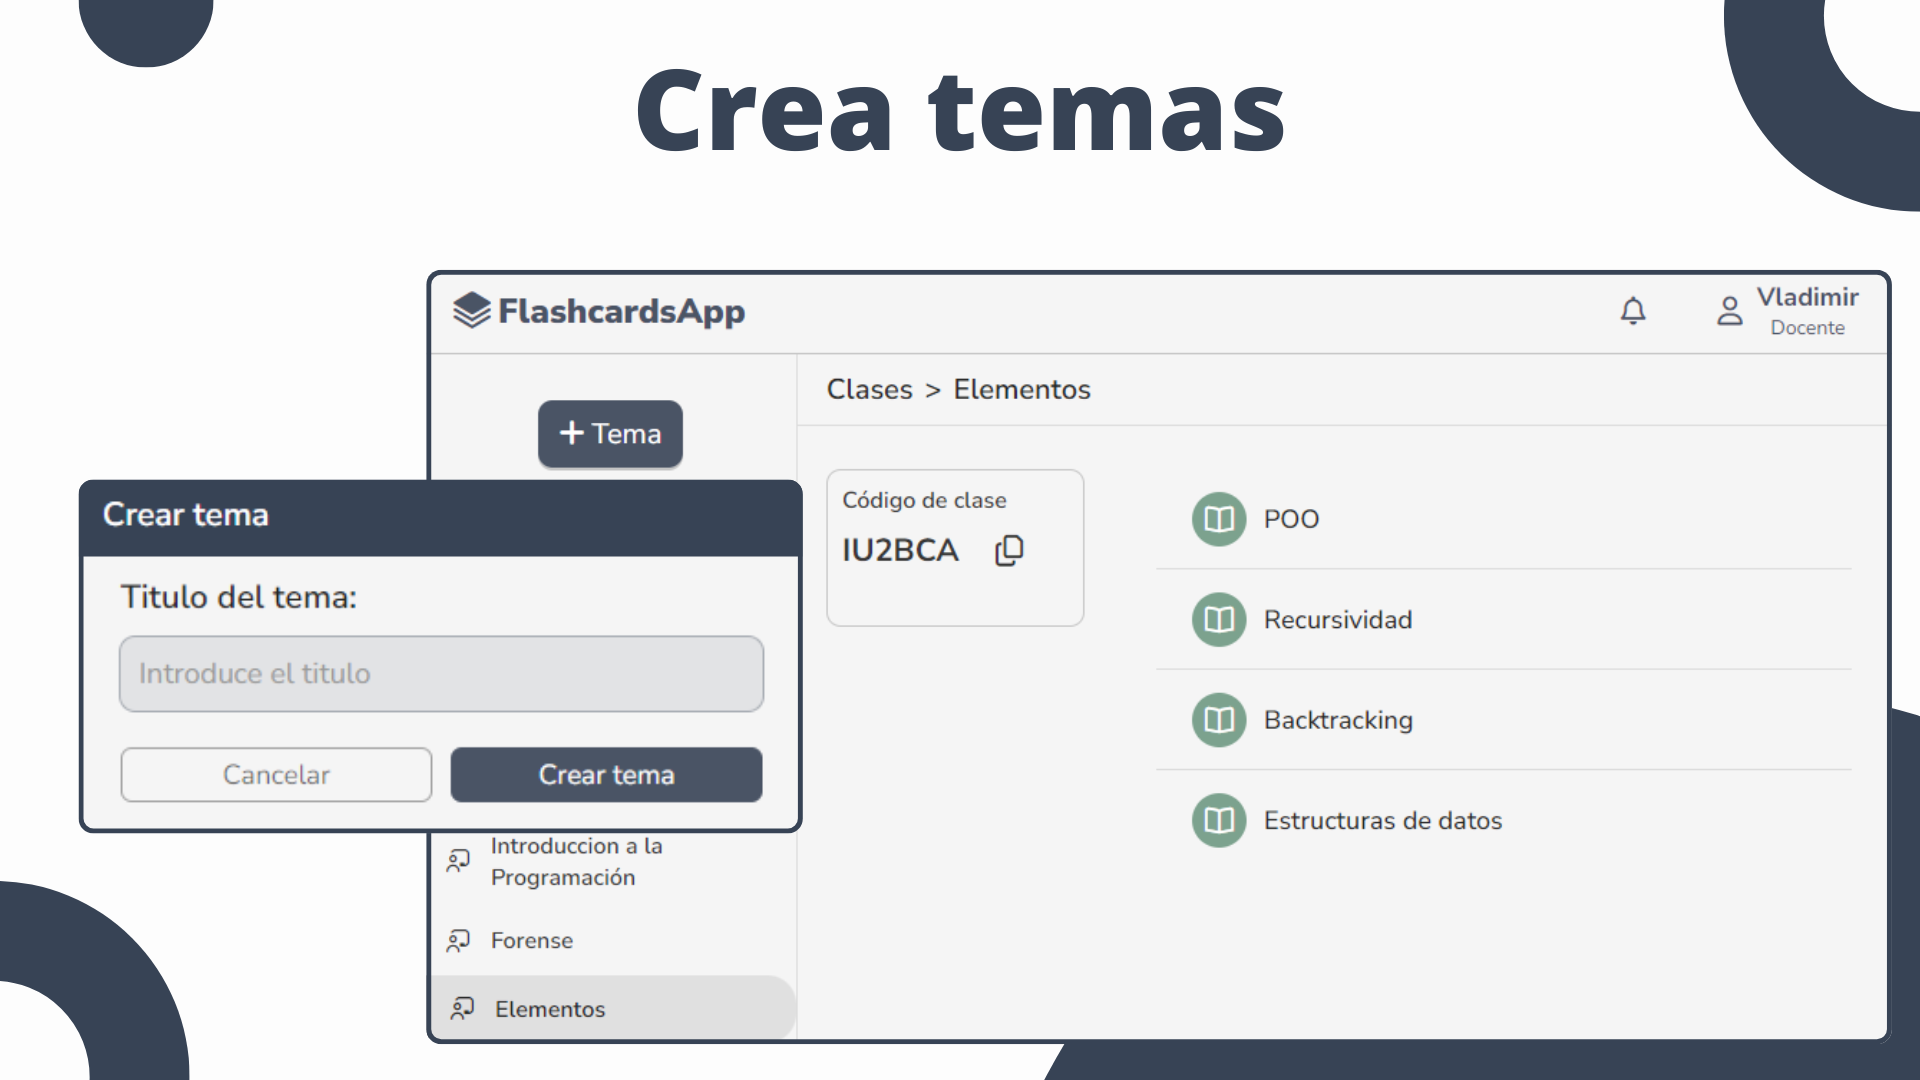 Crea temas
FlashcardsApp
Vladimir
Docente
Clases > Elementos
+ Tema
Crear tema
Titulo del tema:
Introduce el titulo
Cancelar
Crear tema
Código de clase
IU2BCA
POO
Recursividad
Backtracking
Estructuras de datos
Introduccion a la
Programación
Forense
Elementos